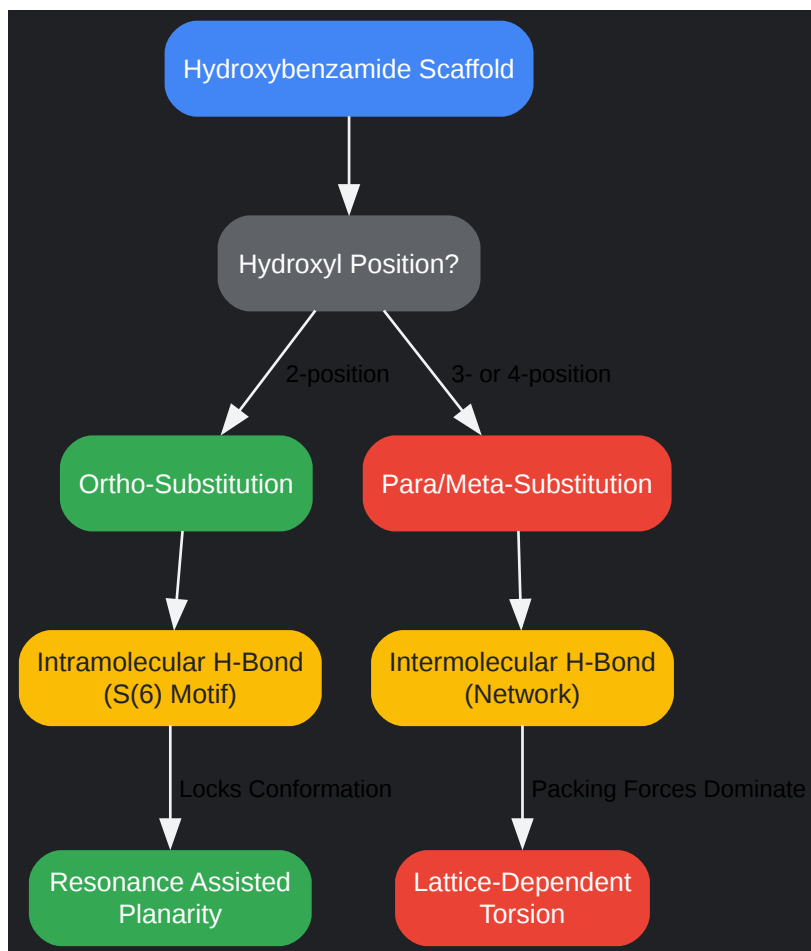 Hydroxybenzamide Scaffold
Hydroxyl Position?
2-position
3- or 4-position
Ortho-Substitution
Para/Meta-Substitution
Intramolecular H-Bond
(S(6) Motif)
Intermolecular H-Bond
(Network)
Locks Conformation
Packing Forces Dominate
Resonance Assisted
Planarity
Lattice-Dependent
Torsion